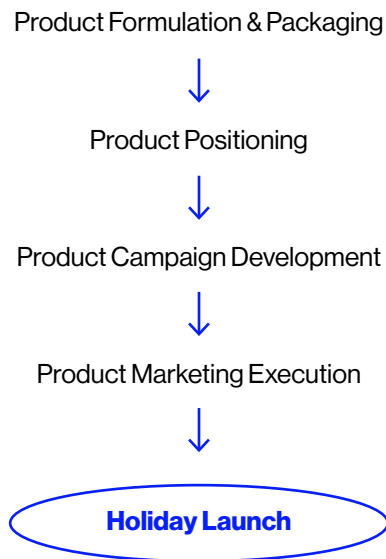 Product Formulation & Packaging
Product Positioning
Product Campaign Development
Product Marketing Execution
Holiday Launch